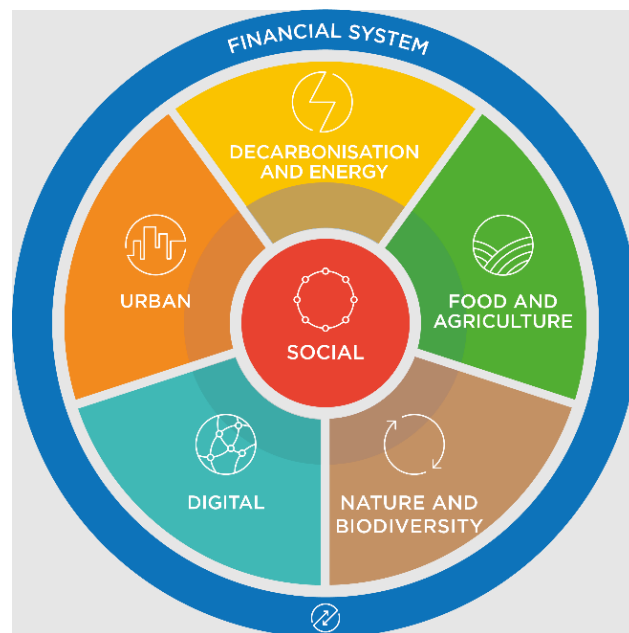 FINANCIAL SYSTEM
DECARBONISATION
AND ENERGY
URBAN
FOOD AND
AGRICULTURE
SOCIAL
DIGITAL
NATURE AND
BIODIVERSITY